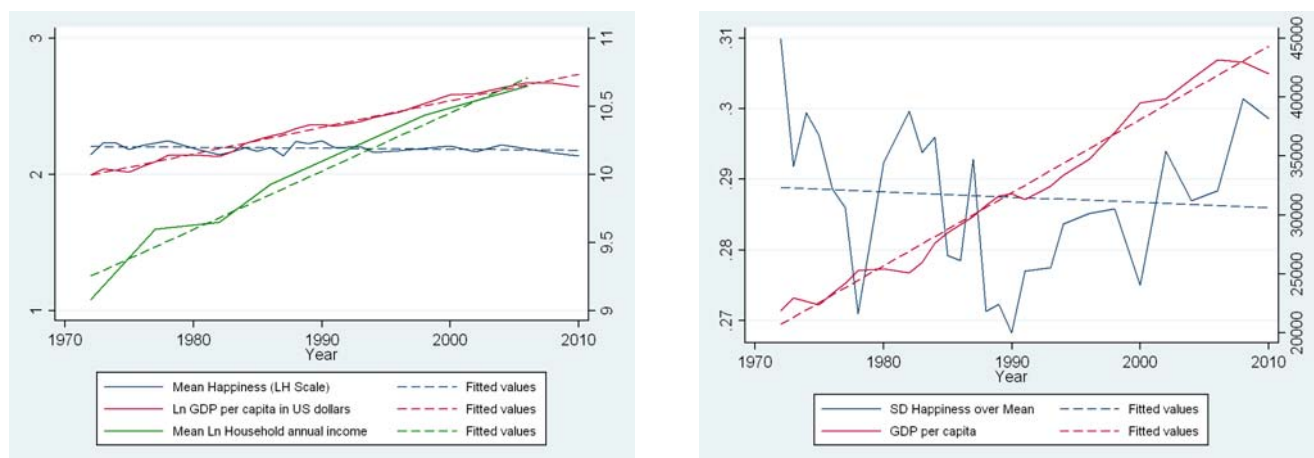 3
2
1
11
10.5
10
9.5
9
1970
1980
1990
2000
2010
Year
Mean Happiness (LH Scale)
Fitted values
Ln GDP per capita in US dollars
Fitted values
Mean Ln Household annual income
Fitted values
.31
.3
.29
.28
.27
45000
40000
35000
30000
25000
20000
1970
1980
1990
2000
2010
Year
SD Happiness over Mean
Fitted values
GDP per capita
Fitted values